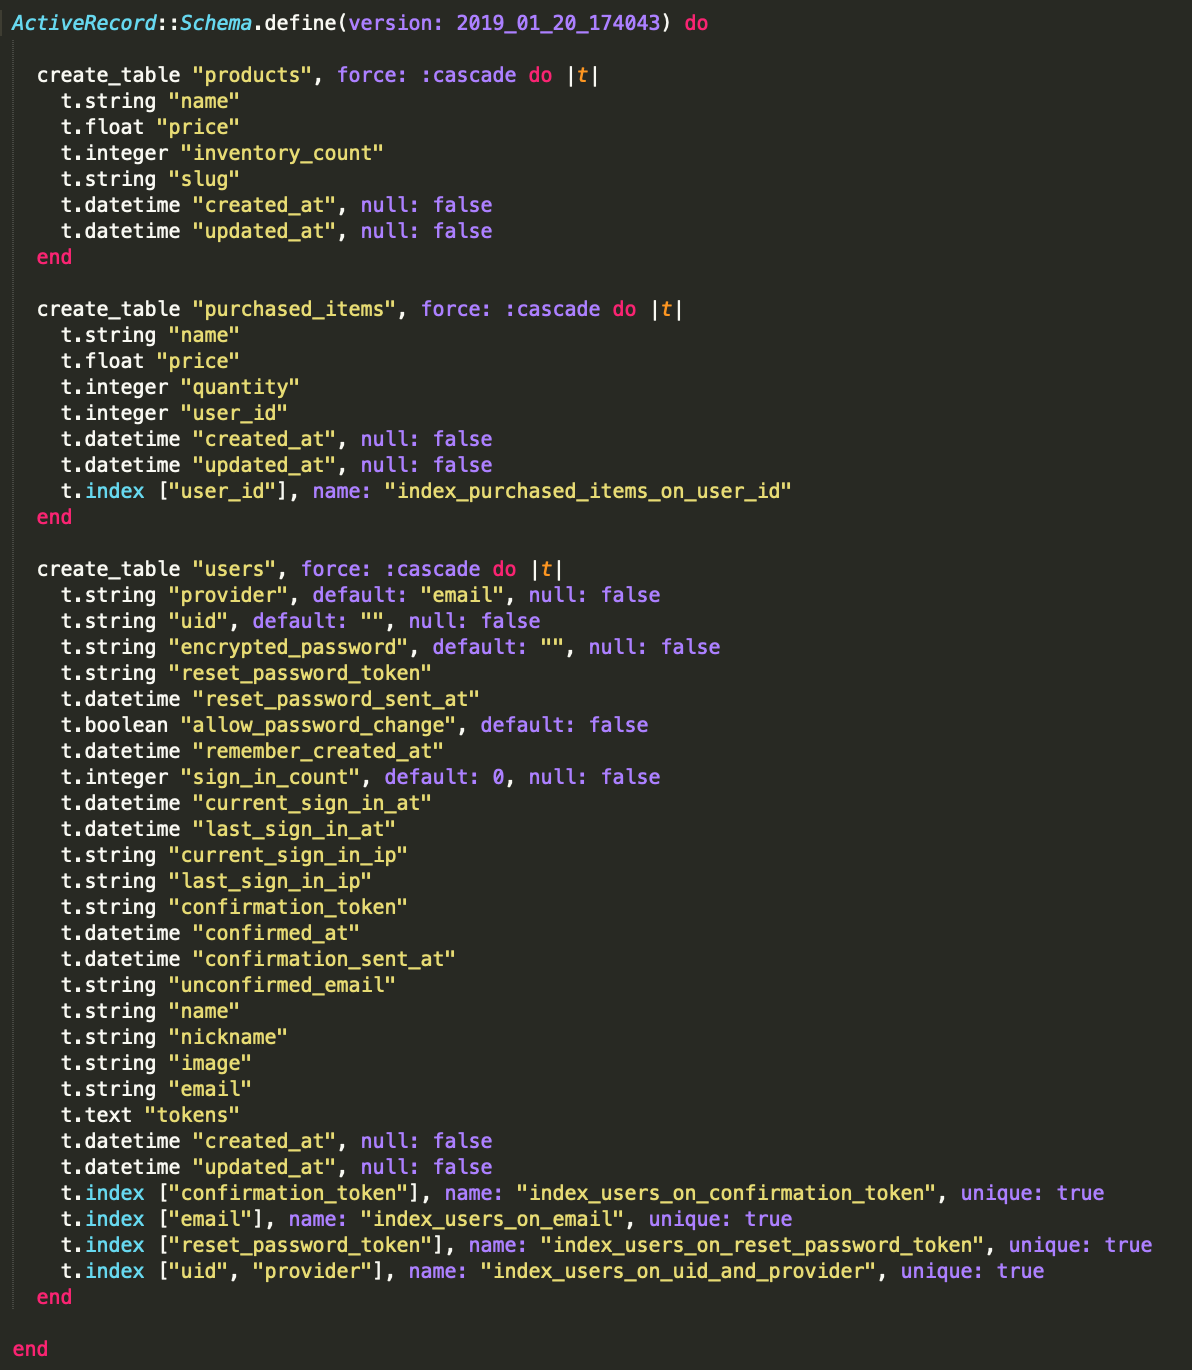 ActiveRecord::Schema.define(version: 2019_01_20_174043) do
create_table "products", force: :cascade do |t|
t.string "name"
t.float "price"
t.integer "inventory_count"
t.string "slug"
t.datetime "created_at", null: false
t.datetime "updated_at", null: false
end
create_table "purchased_items", force: :cascade do |t|
t.string "name"
t.float "price"
t.integer "quantity"
t.integer "user_id"
t.datetime "created_at", null: false
t.datetime "updated_at", null: false
t.index ["user_id"], name: "index_purchased_items_on_user_id"
end
create_table "users", force: :cascade do |t|
t.string "provider", default: "email", null: false
t.string "uid", default: "", null: false
t.string "encrypted_password", default: "", null: false
t.string "reset_password_token"
t.datetime "reset_password_sent_at"
t.boolean "allow_password_change", default: false
t.datetime "remember_created_at"
t.integer "sign_in_count", default: 0, null: false
t.datetime "current_sign_in_at"
t.datetime "last_sign_in_at"
t.string "current_sign_in_ip"
t.string "last_sign_in_ip"
t.string "confirmation_token"
t.datetime "confirmed_at"
t.datetime "confirmation_sent_at"
t.string "unconfirmed_email"
t.string "name"
t.string "nickname"
t.string "image"
t.string "email"
t.text "tokens"
t.datetime "created_at", null: false
t.datetime "updated_at", null: false
t.index ["confirmation_token"], name: "index_users_on_confirmation_token", unique: true
t.index ["email"], name: "index_users_on_email", unique: true
t.index ["reset_password_token"], name: "index_users_on_reset_password_token", unique: true
t.index ["uid", "provider"], name: "index_users_on_uid_and_provider", unique: true
end
end